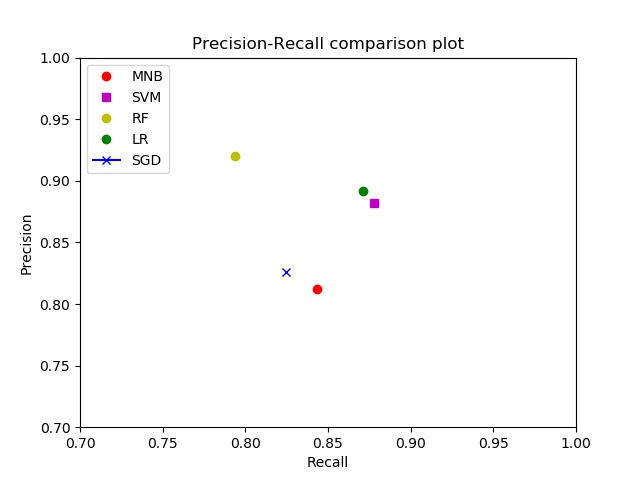 Precision-Recall comparison plot
1.00
0.95
0.90
0.85
0.80
0.75
0.70
Precision
MNB
SVM
RF
LR
SGD
0.70 0.75 0.80 0.85 0.90 0.95 1.00
Recall